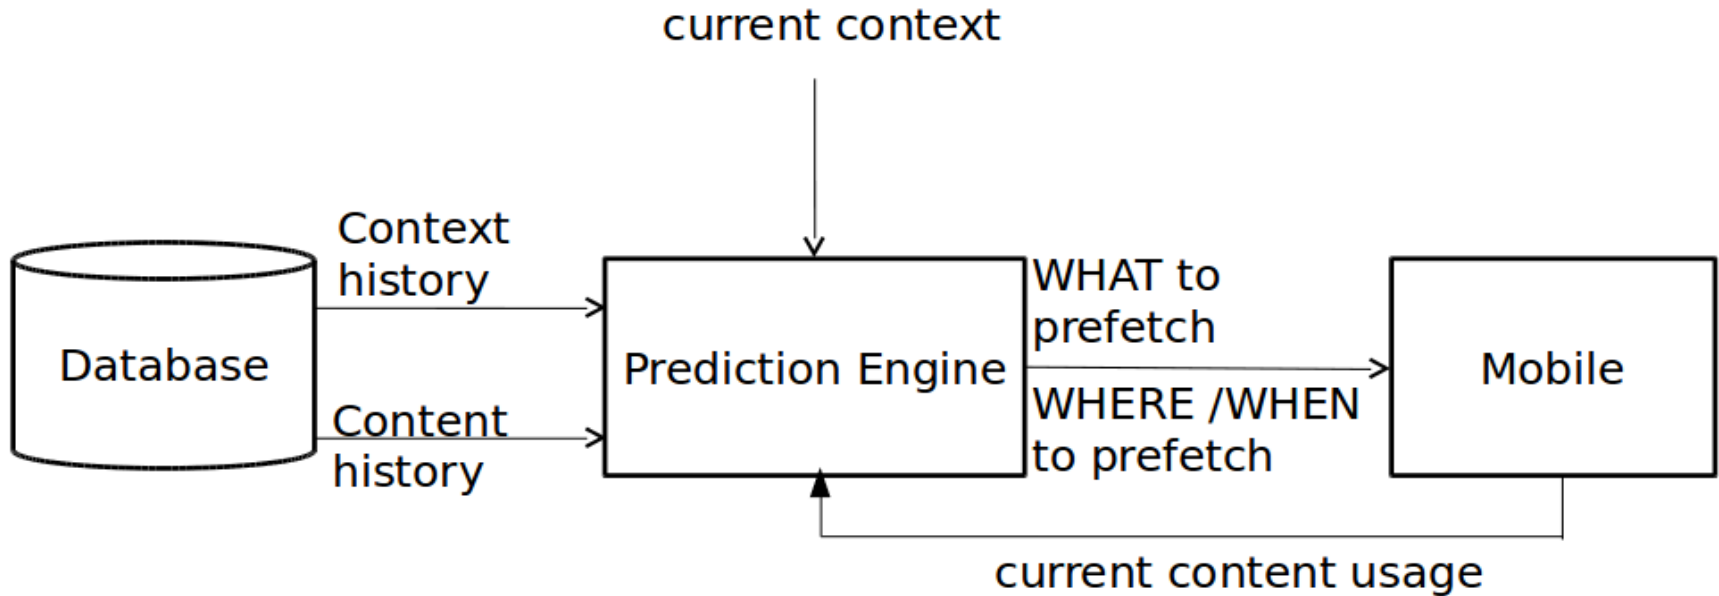 current context
Context
history
Database
Content
history
Prediction Engine
WHAT to
prefetch
WHERE /WHEN
to prefetch
Mobile
current content usage